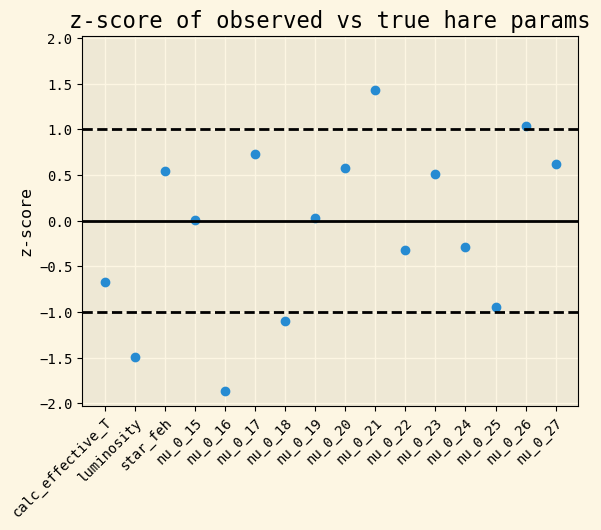 z-score of observed vs true hare params
2.0
1.5
1.0
0.5
0.0
−0.5
−1.0
−1.5
−2.0
z-score
calc_effective_T
luminosity
star_feh
nu_0_15
nu_0_16
nu_0_17
nu_0_18
nu_0_19
nu_0_20
nu_0_21
nu_0_22
nu_0_23
nu_0_24
nu_0_25
nu_0_26
nu_0_27